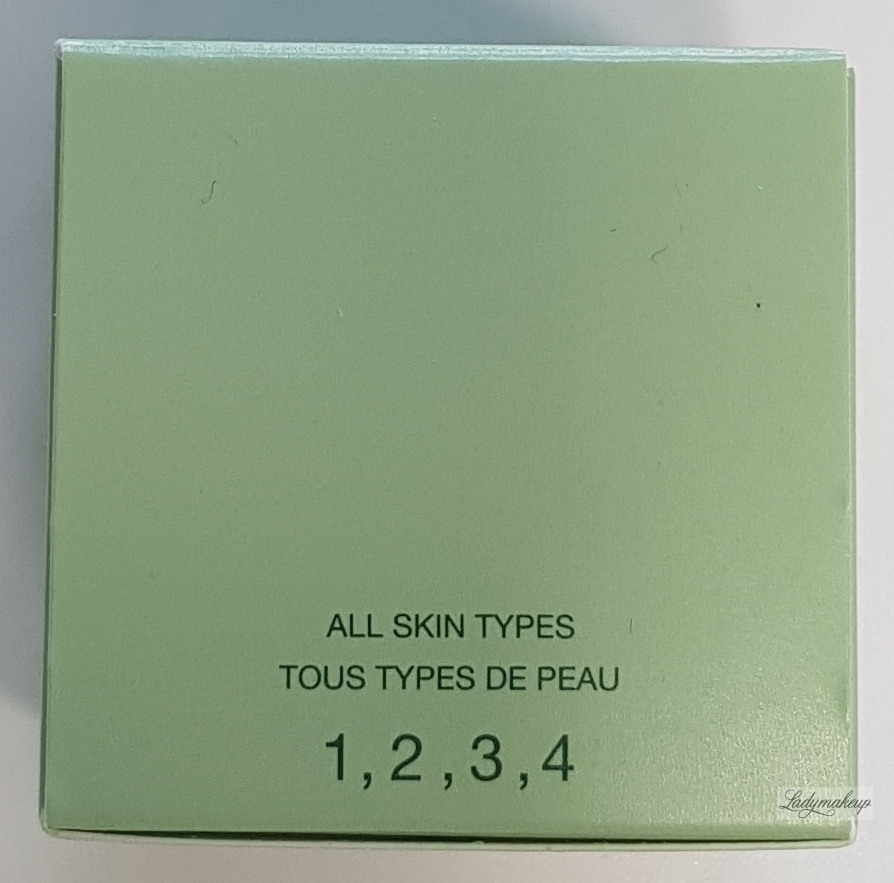 ALL SKIN TYPES
TOUS TYPES DE PEAU
1,2,3,4
Ladymakeup